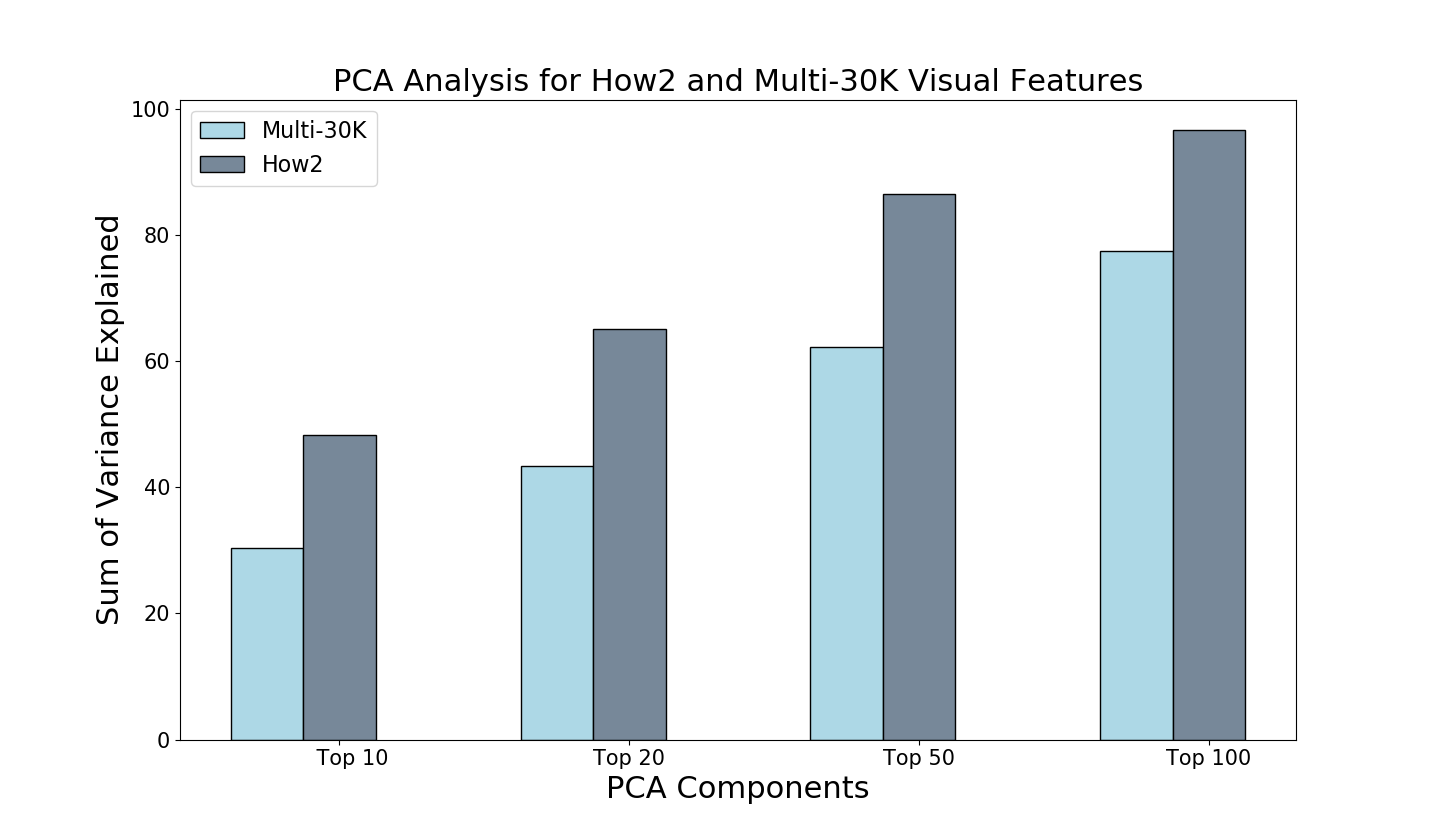 PCA Analysis for How2 and Multi-30K Visual Features
Multi-30K
How2
Sum of Variance Explained
100
80
60
40
20
0
Top 10
Top 20
Top 50
Top 100
PCA Components